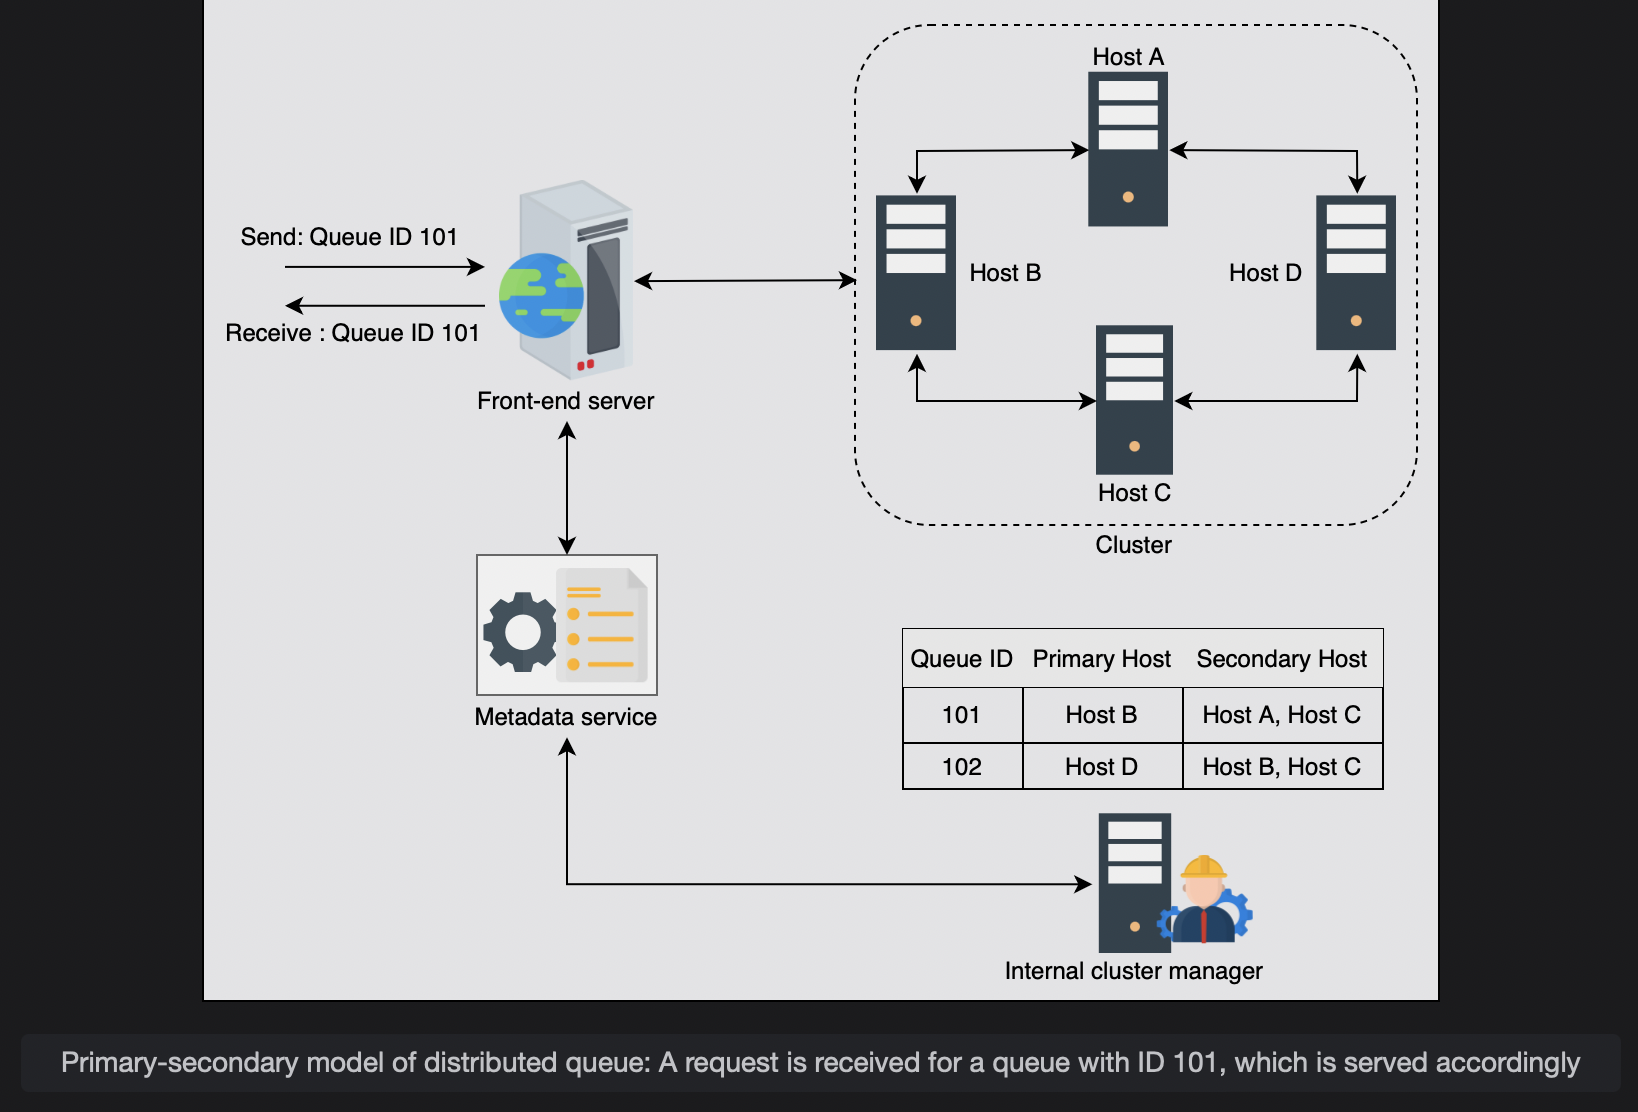 Host A
Send: Queue ID 101
Host B
Host D
Receive : Queue ID 101
Front-end server
Host C
Cluster
Queue ID Primary Host Secondary Host
101 Host B Host A, Host C
102 Host D Host B, Host C
Metadata service
Internal cluster manager
Primary-secondary model of distributed queue: A request is received for a queue with ID 101, which is served accordingly